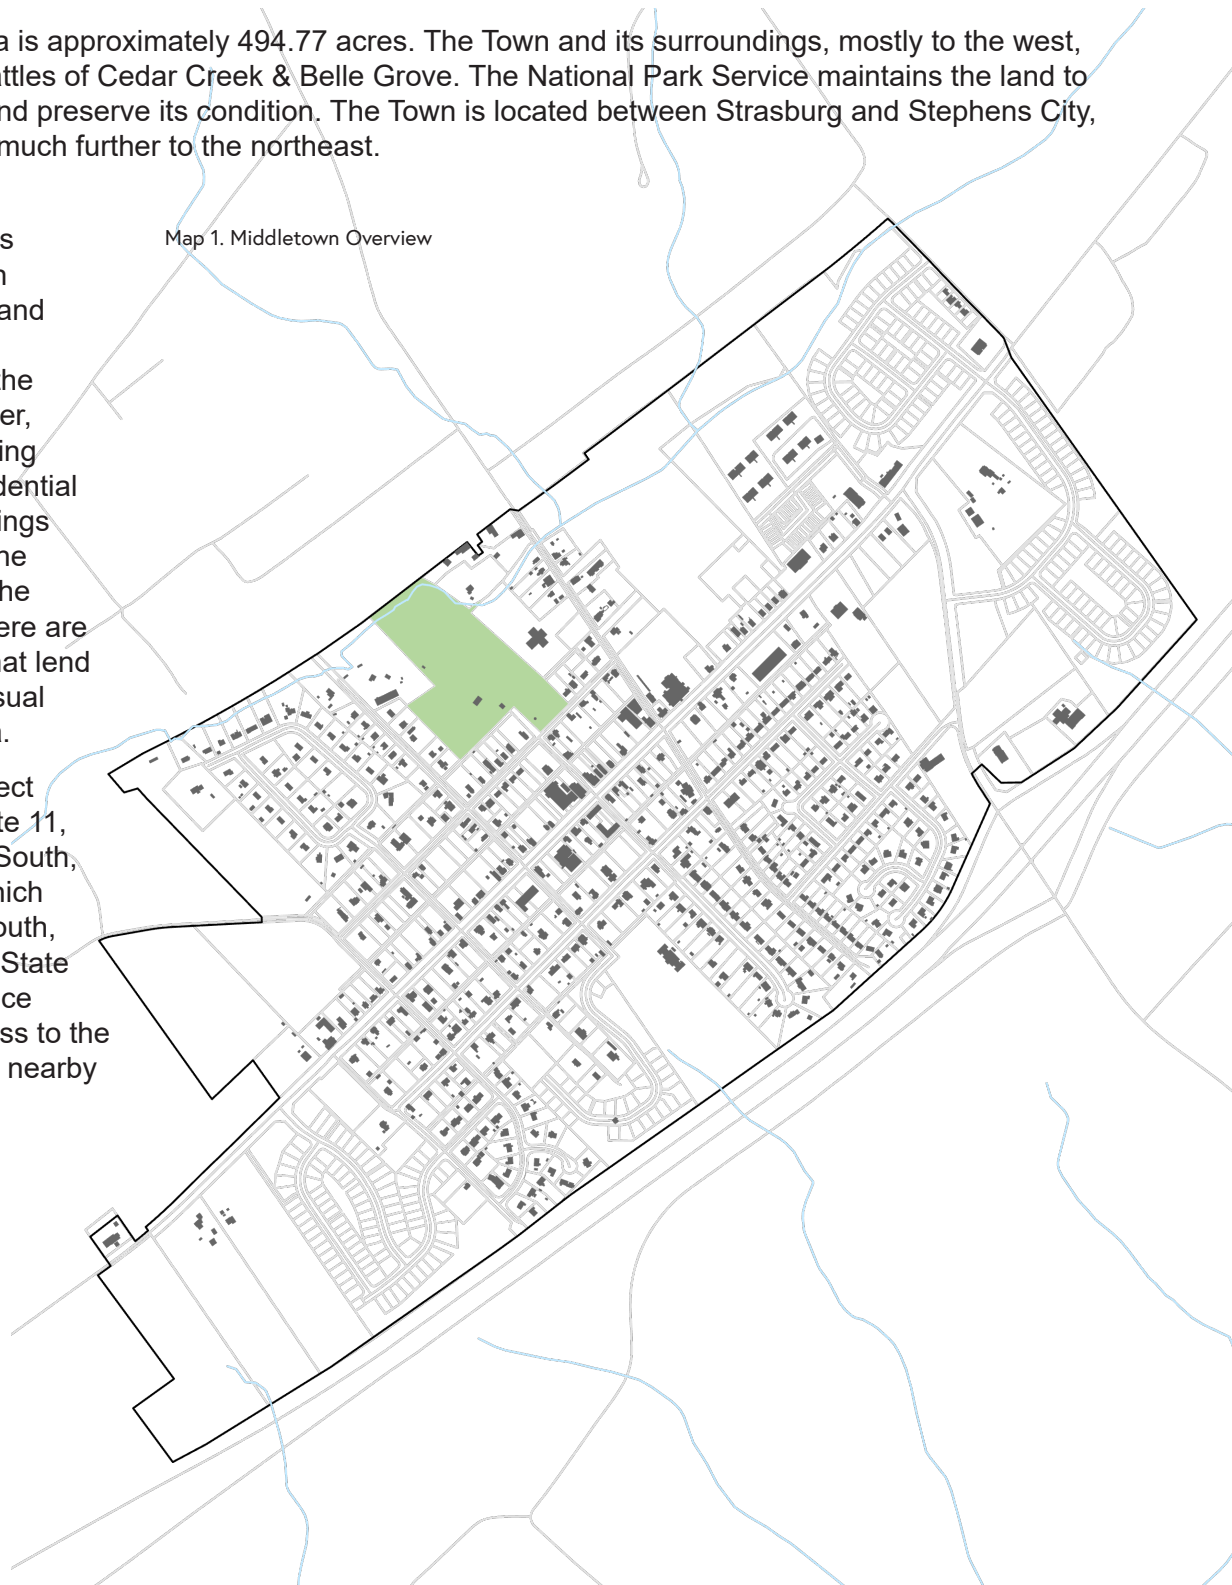 a is approximately 494.77 acres. The Town and its surroundings, mostly to the west,
attles of Cedar Creek & Belle Grove. The National Park Service maintains the land to
nd preserve its condition. The Town is located between Strasburg and Stephens City,
much further to the northeast.
s
Map 1. Middletown Overview
n
and
the
er,
ing
dential
ings
he
he
ere are
hat lend
sual
a.
ect
te 11,
South,
hich
outh,
State
ce
ss to the
nearby